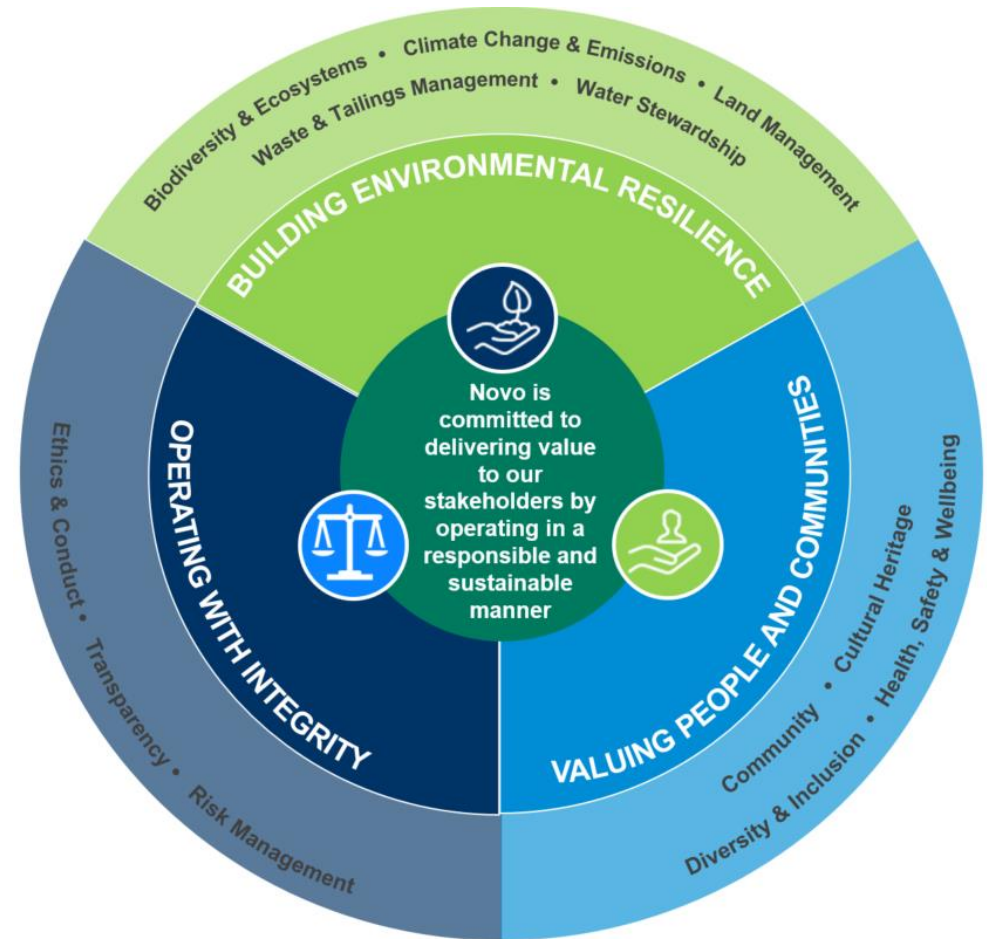 Biodiversity & Ecosystems • Climate Change & Emissions • Land Management
Waste & Tailings Management • Water Stewardship
BUILDING ENVIRONMENTAL RESILIENCE
Novo is
committed to
delivering value
to our
stakeholders by
operating in a
responsible and
sustainable
manner
OPERATING WITH INTEGRITY
Ethics & Conduct • Transparency • Risk Management
VALUING PEOPLE AND COMMUNITIES
Community • Cultural Heritage
Diversity & Inclusion • Health, Safety & Wellbeing